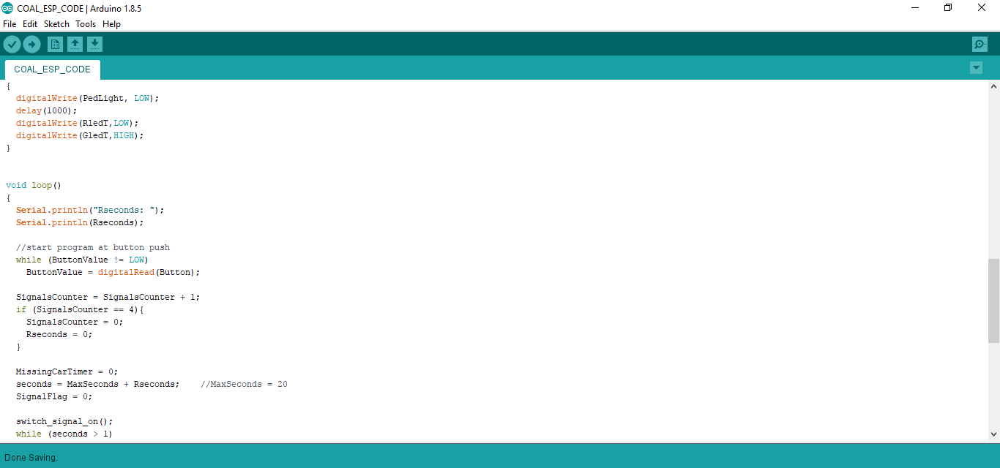 COAL_ESP_CODE | Arduino 1.8.5
File Edit Sketch Tools Help
COAL_ESP_CODE
{
  digitalWrite(PedLight, LOW);
  delay(1000);
  digitalWrite(RledT,LOW);
  digitalWrite(GledT,HIGH);
}
void loop()
{
  Serial.println("Rseconds: ");
  Serial.println(Rseconds);
  //start program at button push
  while (ButtonValue != LOW)
    ButtonValue = digitalRead(Button);
  SignalsCounter = SignalsCounter + 1;
  if (SignalsCounter == 4){
    SignalsCounter = 0;
    Rseconds = 0;
  }
  MissingCarTimer = 0;
  seconds = MaxSeconds + Rseconds;    //MaxSeconds = 20
  SignalFlag = 0;
  switch_signal_on();
  while (seconds > 1)
Done Saving.